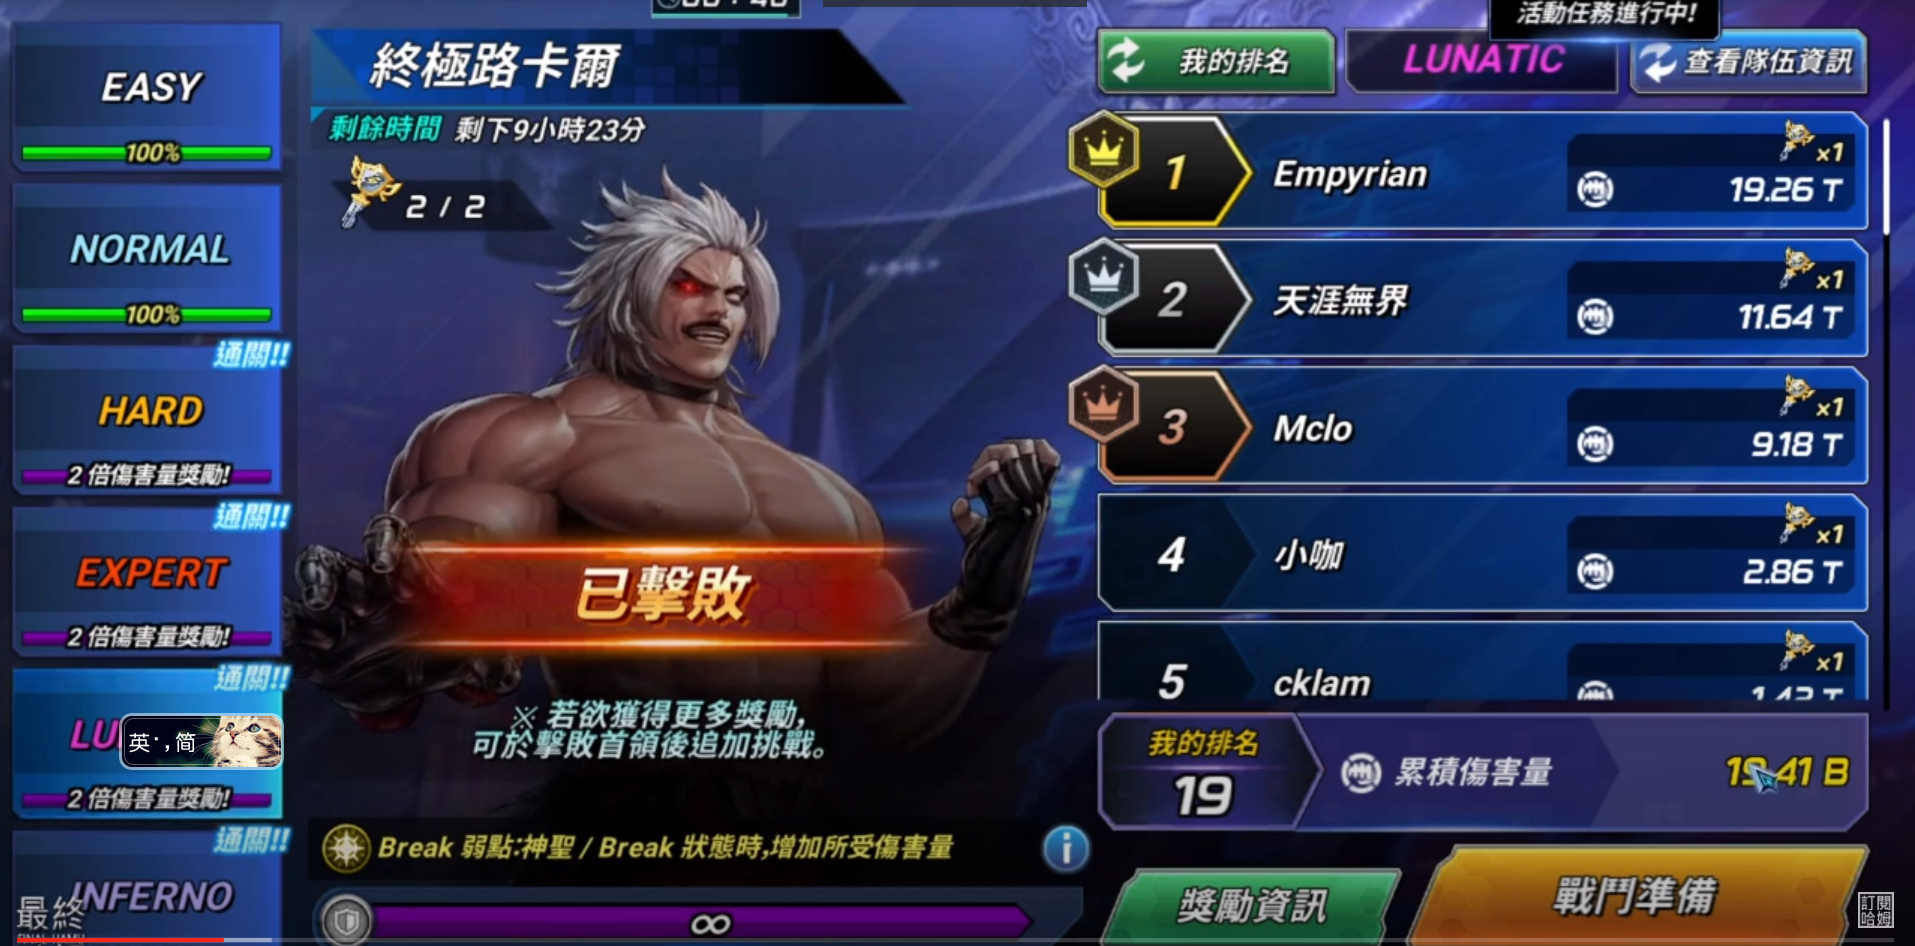 活動任務進行中!
EASY
100%
NORMAL
100%
通關!!
HARD
2 倍傷害量獎勵!
通關!!
EXPERT
2 倍傷害量獎勵!
通關!!
LU
英 ,简
2 倍傷害量獎勵!
通關!!
INFERNO
最終
終極路卡爾
剩餘時間 剩下9小時23分
2 / 2
已擊敗
※ 若欲獲得更多獎勵,
可於擊敗首領後追加挑戰。
Break 弱點:神聖 / Break 狀態時,增加所受傷害量
i
∞
我的排名
LUNATIC
查看隊伍資訊
1 Empyrian x1
19.26 T
2 天涯無界 x1
11.64 T
3 Mclo x1
9.18 T
4 小咖 x1
2.86 T
5 cklam x1
我的排名
19
累積傷害量 19.41 B
獎勵資訊
戰鬥準備
訂閱
哈姆